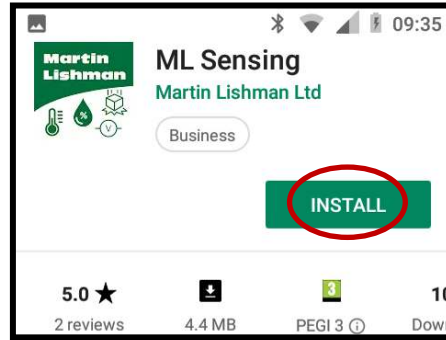 09:35
Martin
Lishman
ML Sensing
Martin Lishman Ltd
%
V
Business
INSTALL
5.0 ★
3
2 reviews
4.4 MB
PEGI 3